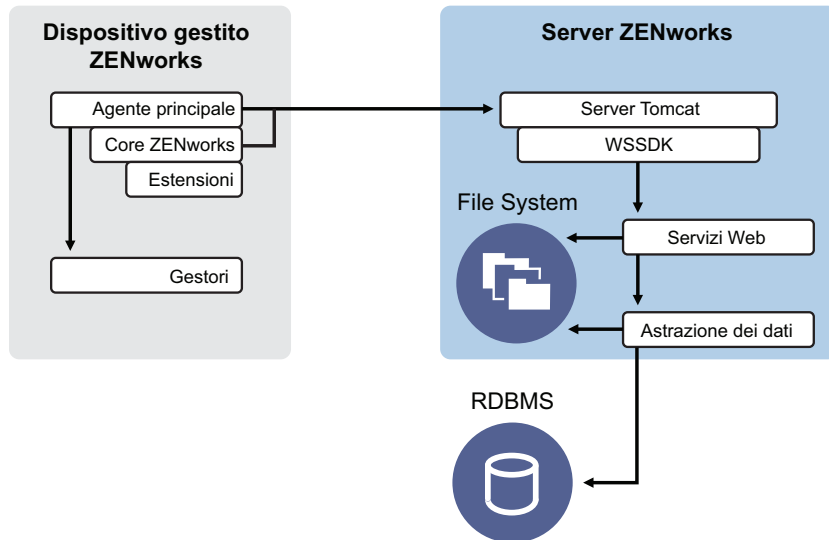 Dispositivo gestito
ZENworks
Agente principale
Core ZENworks
Estensioni
Gestori
Server ZENworks
Server Tomcat
WSSDK
File System
Servizi Web
Astrazione dei dati
RDBMS